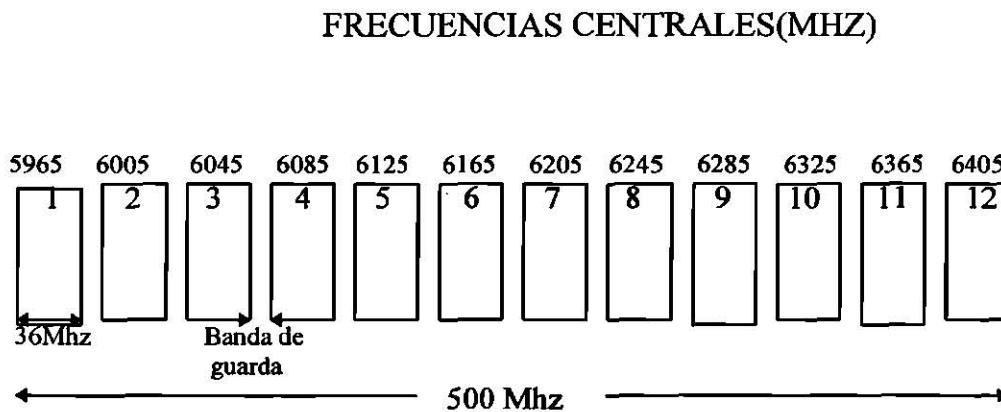 FRECUENCIAS CENTRALES(MHZ)
5965 6005 6045 6085 6125 6165 6205 6245 6285 6325 6365 6405
1 2 3 4 5 6 7 8 9 10 11 12
36Mhz Banda de
guarda
500 Mhz